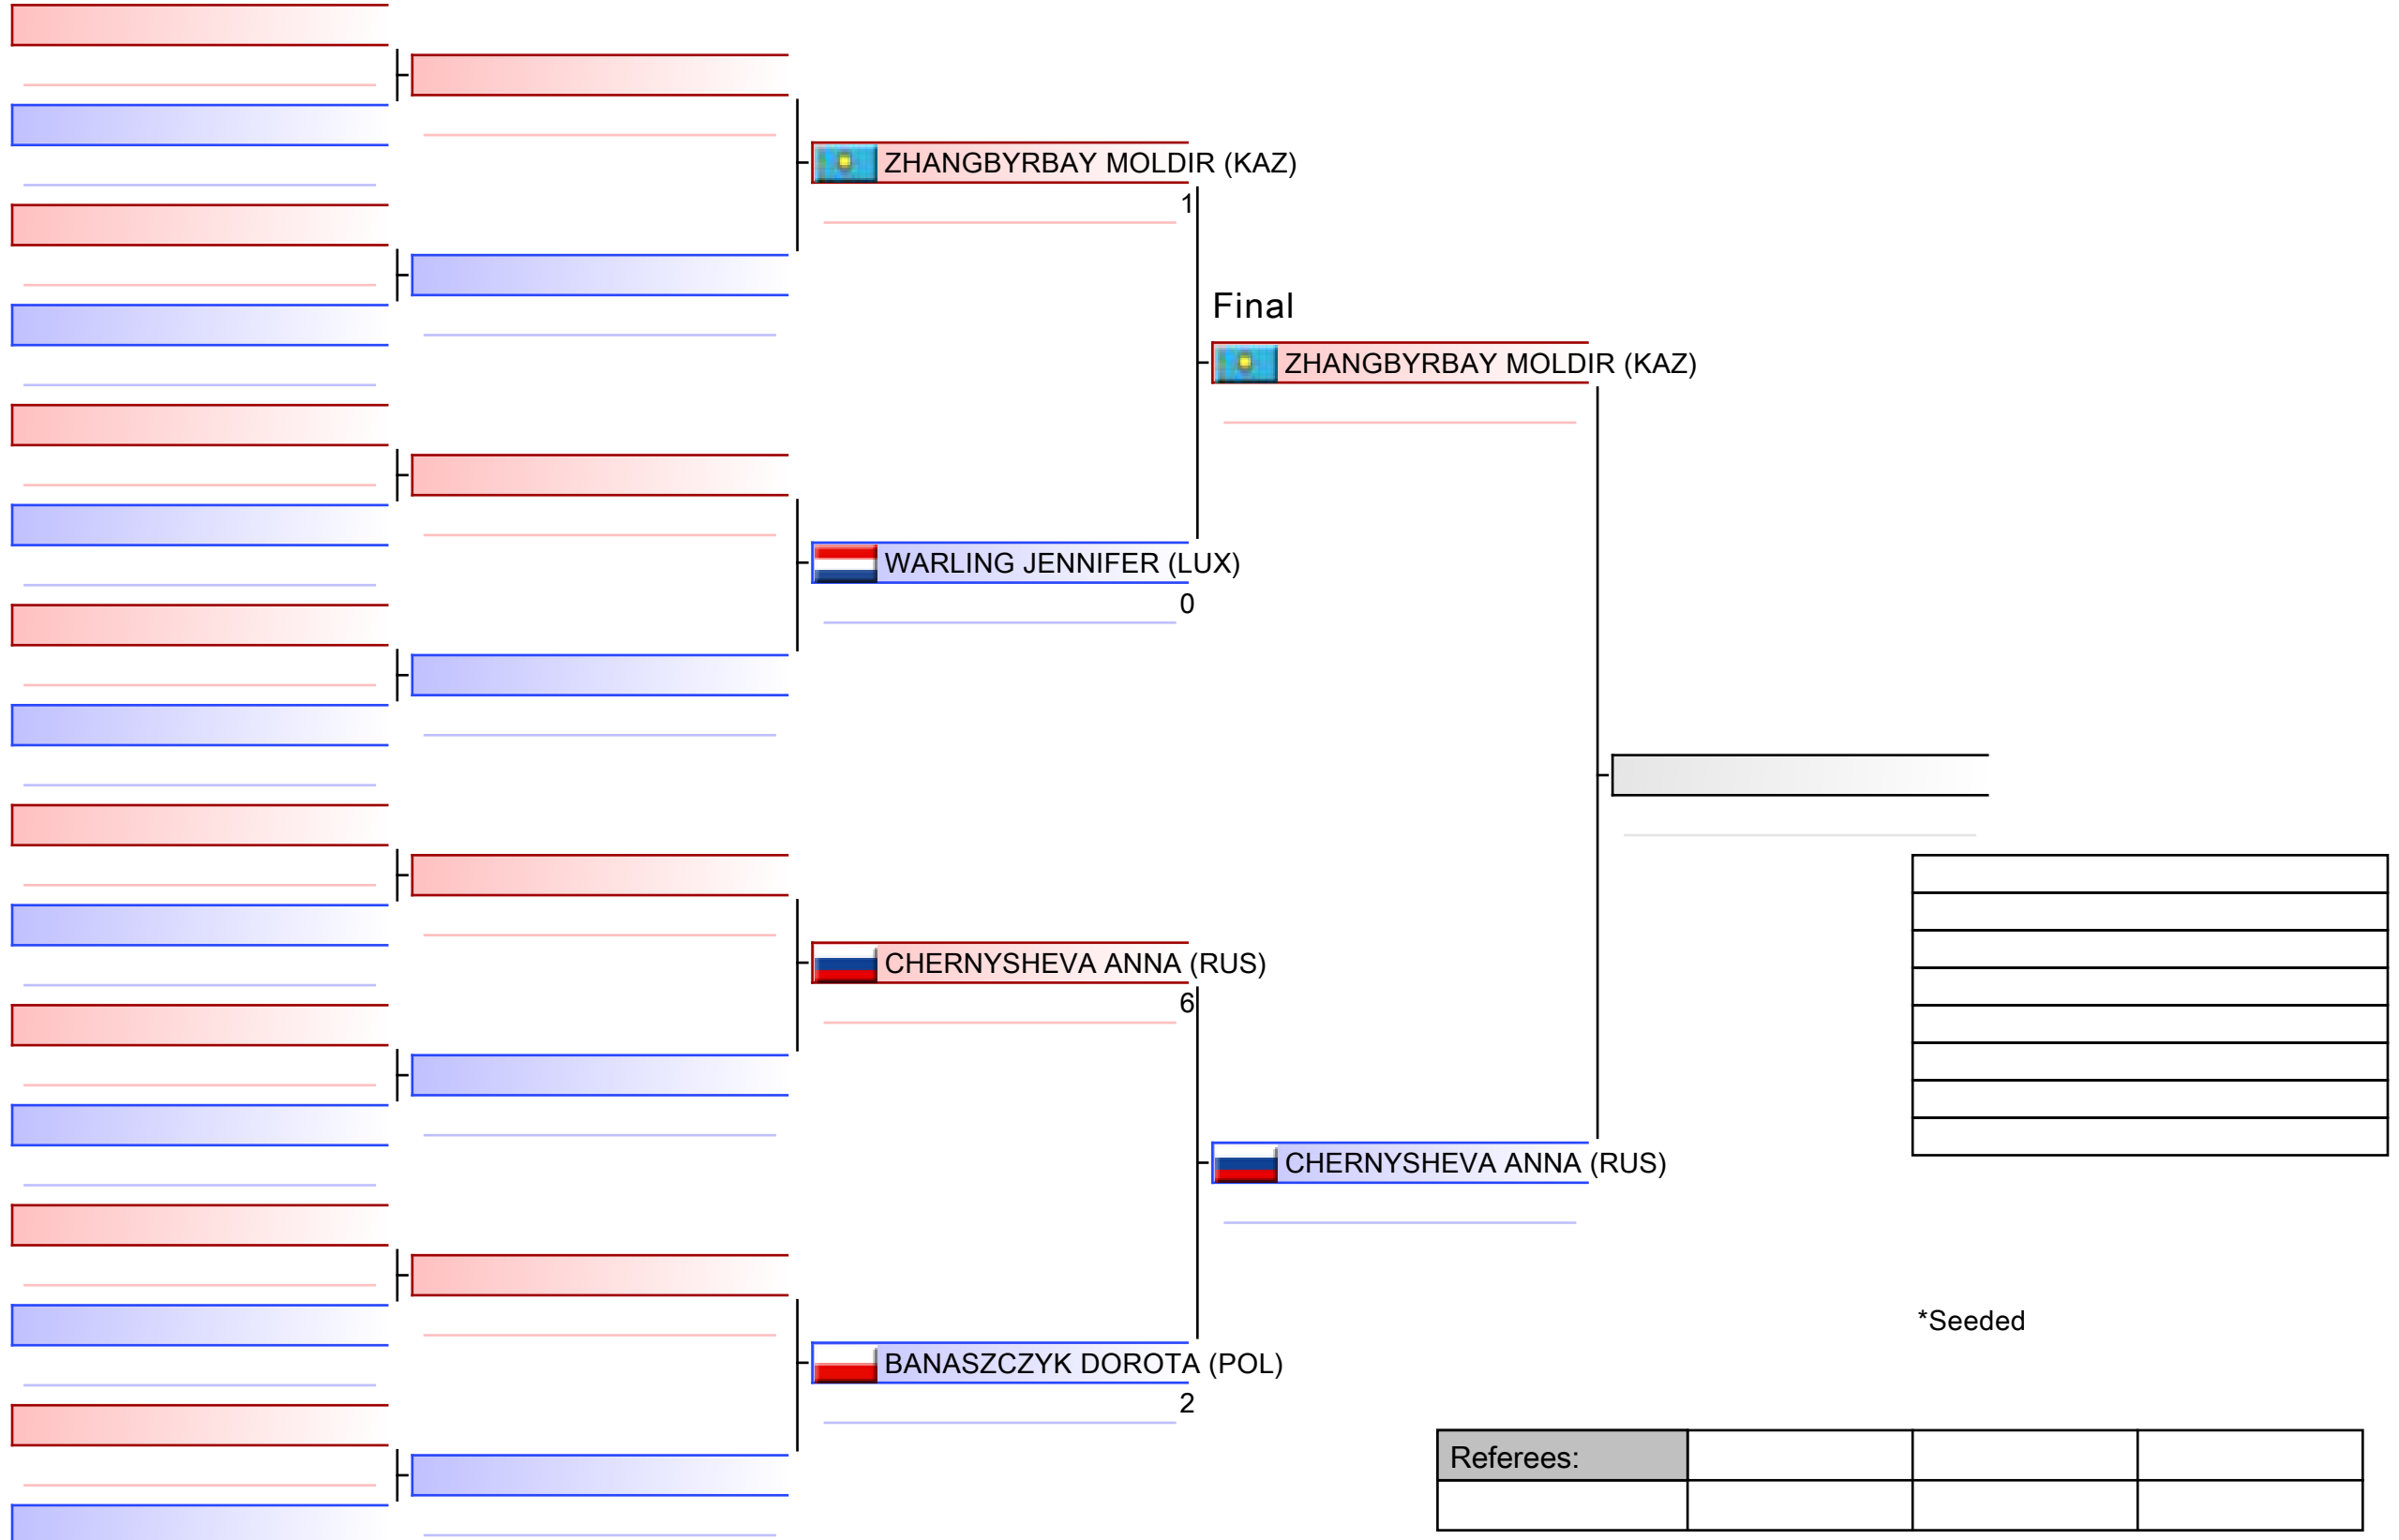 ZHANGBYRBAY MOLDIR (KAZ)
1
Final
ZHANGBYRBAY MOLDIR (KAZ)
WARLING JENNIFER (LUX)
0
CHERNYSHEVA ANNA (RUS)
6
CHERNYSHEVA ANNA (RUS)
*Seeded
BANASZCZYK DOROTA (POL)
2
Referees: